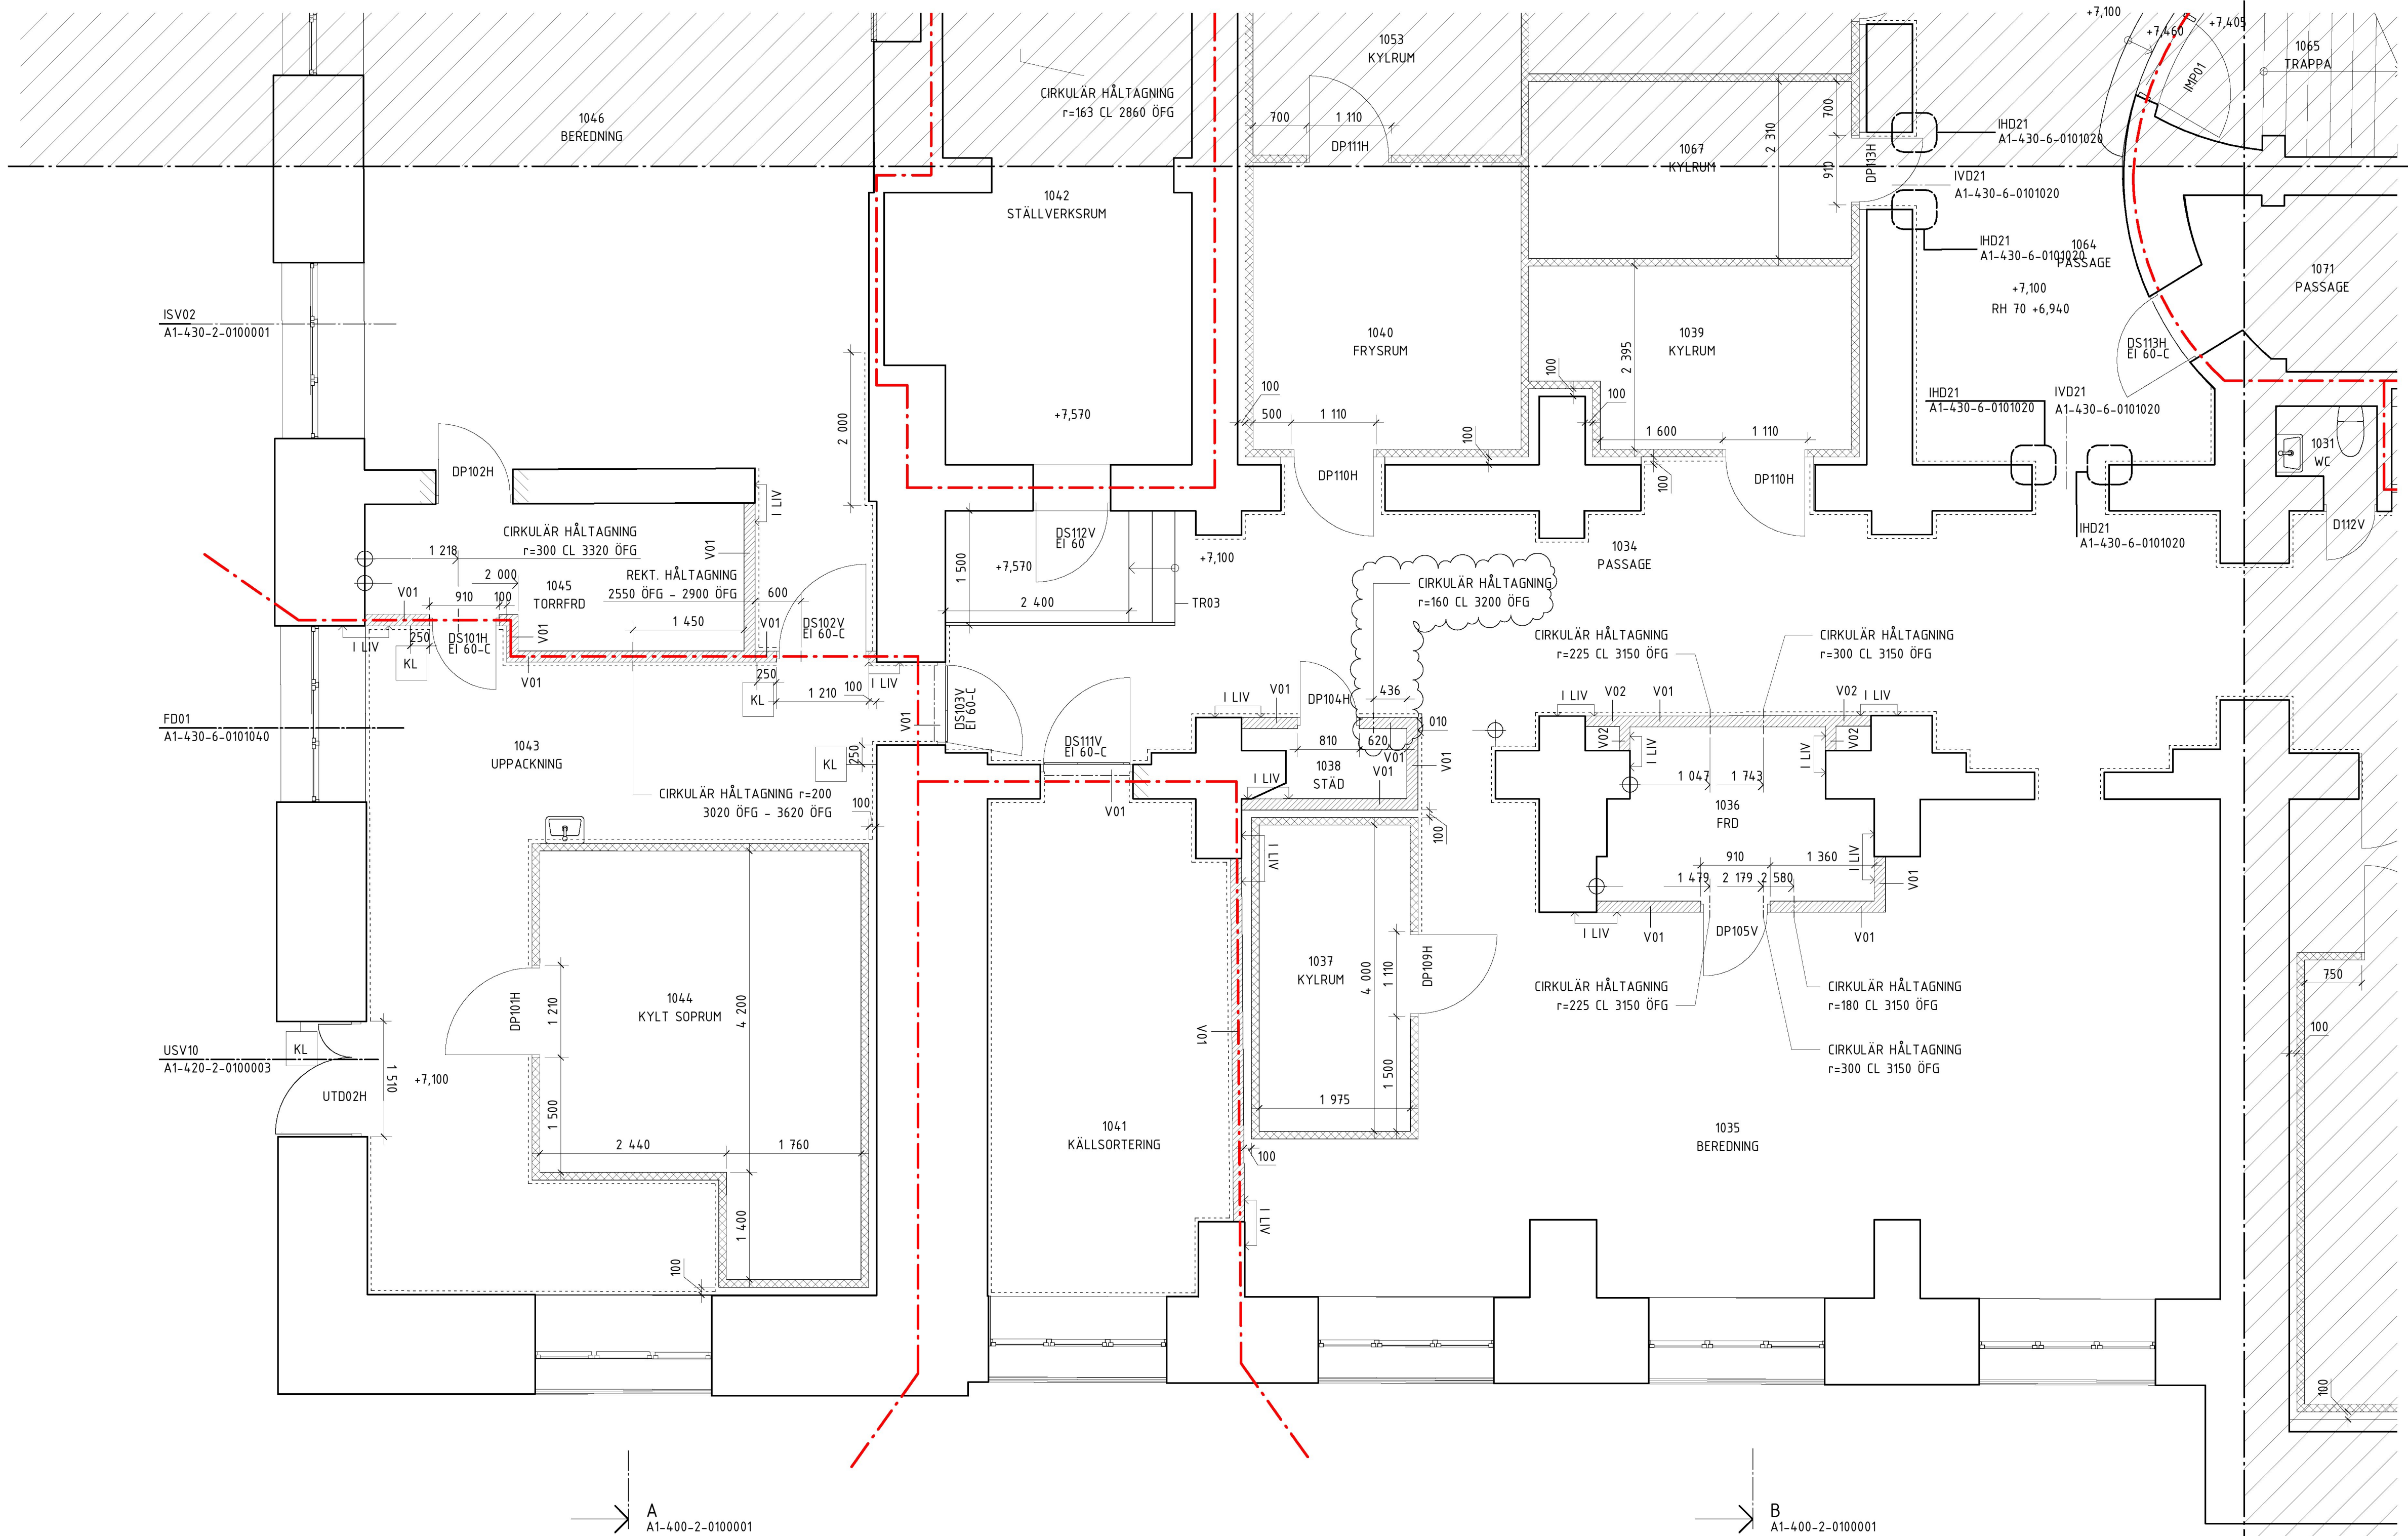 +7,100
+7,460
+7,405
1065
TRAPPA
IMP01
1053
KYLRUM
CIRKULÄR HÅLTAGNING
r=163 CL 2860 ÖFG
1046
BEREDNING
700
1 110
DP111H
2 310
700
910
DP113H
IHD21
A1-430-6-0101020
1067
KYLRUM
IVD21
A1-430-6-0101020
1042
STÄLLVERKSRUM
IHD21
A1-430-6-0101020
1064
PASSAGE
1071
PASSAGE
+7,100
RH 70 +6,940
ISV02
A1-430-2-0100001
1040
FRYSRUM
1039
KYLRUM
2 395
DS113H
EI 60-C
100
100
100
500
1 110
+7,570
2 000
IHD21
A1-430-6-0101020
IVD21
A1-430-6-0101020
1 600
1 110
100
100
1031
WC
DP102H
DP110H
DP110H
I LIV
D112V
IHD21
A1-430-6-0101020
CIRKULÄR HÅLTAGNING
r=300 CL 3320 ÖFG
1 218
V01
DS112V
EI 60
1034
PASSAGE
+7,100
+7,570
1 500
2 000
REKT. HÅLTAGNING
2550 ÖFG - 2900 ÖFG
600
1045
TORRFRD
V01
910
100
CIRKULÄR HÅLTAGNING
r=160 CL 3200 ÖFG
2 400
TR03
1 450
V01
DS102V
EI 60-C
250
DS101H
EI 60-C
V01
I LIV
KL
CIRKULÄR HÅLTAGNING
r=225 CL 3150 ÖFG
CIRKULÄR HÅLTAGNING
r=300 CL 3150 ÖFG
V01
250
KL
1 210
100
I LIV
V01
DS103V
EI 60-C
I LIV
V01
DP104H
436
I LIV
V02
V01
V02
I LIV
FD01
A1-430-6-0101040
010
1043
UPPACKNING
DS111V
EI 60-C
810
620
V01
V01
V02
I LIV
I LIV
V02
KL
250
1038
STÄD
V01
I LIV
1 047
1 743
CIRKULÄR HÅLTAGNING r=200
3020 ÖFG - 3620 ÖFG
100
V01
1036
FRD
100
I LIV
910
1 360
I LIV
1 479
2 179
2 580
V01
I LIV
V01
DP105V
V01
1037
KYLRUM
4 000
1 110
DP109H
750
CIRKULÄR HÅLTAGNING
r=225 CL 3150 ÖFG
CIRKULÄR HÅLTAGNING
r=180 CL 3150 ÖFG
1044
KYLT SOPRUM
DP101H
1 210
4 200
V01
100
USV10
A1-420-2-0100003
KL
CIRKULÄR HÅLTAGNING
r=300 CL 3150 ÖFG
1 510
+7,100
UTD02H
1 500
1 500
1 975
1041
KÄLLSORTERING
1035
BEREDNING
2 440
1 760
100
1 400
I LIV
100
100
A
A1-400-2-0100001
B
A1-400-2-0100001